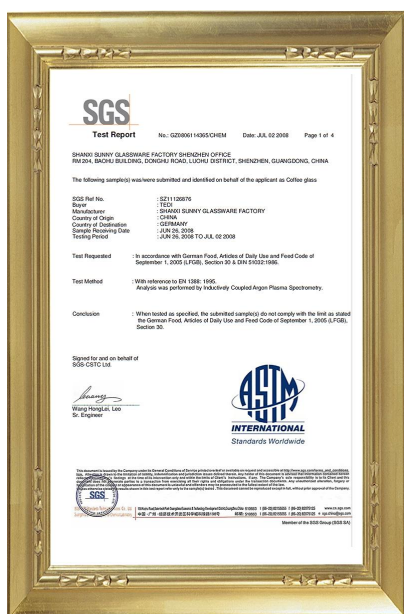 SGS
Test Report No.: GZ0806114365/CHEM Date: JUL 02 2008 Page 1 of 4
SHANXI SUNNY GLASSWARE FACTORY SHENZHEN OFFICE
RM 204, BAOHU BUILDING, DONGHU ROAD, LUOHU DISTRICT, SHENZHEN, GUANGDONG, CHINA
The following sample(s) was/were submitted and identified on behalf of the applicant as Coffee glass
SGS Ref No. : SZ11126876
Buyer : TEDI
Manufacturer : SHANXI SUNNY GLASSWARE FACTORY
Country of Origin : CHINA
Country of Destination : GERMANY
Sample Receiving Date : JUN 26, 2008
Testing Period : JUN 26, 2008 TO JUL 02 2008
Test Requested : In accordance with German Food, Articles of Daily Use and Feed Code of
September 1, 2005 (LFGB), Section 30 & DIN 51032:1986.
Test Method : With reference to EN 1388: 1995.
Analysis was performed by Inductively Coupled Argon Plasma Spectrometry.
Conclusion : When tested as specified, the submitted sample(s) do not comply with the limit as stated
the German Food, Articles of Daily Use and Feed Code of September 1, 2005 (LFGB),
Section 30.
Signed for and on behalf of
SGS-CSTC Ltd.
Wang HongLei, Leo
Sr. Engineer
ASTM
INTERNATIONAL
Standards Worldwide
SGS
Member of the SGS Group (SGS SA)